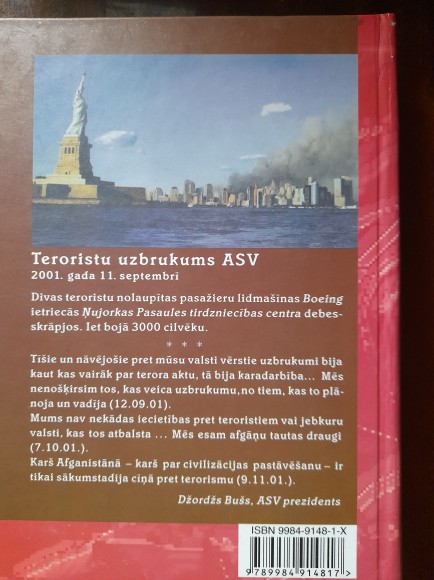 Teroristu uzbrukums ASV
2001. gada 11. septembrī
Divas teroristu nolaupītas pasažieru lidmašīnas Boeing
ietriecās Ņujorkas Pasaules tirdzniecības centra debes-
skrāpjos. Iet bojā 3000 cilvēku.
* * *
Tīšie un nāvējošie pret mūsu valsti vērstie uzbrukumi bija
kaut kas vairāk par terora aktu, tā bija karadarbība... Mēs
nenošķirsim tos, kas veica uzbrukumu, no tiem, kas to plā-
noja un vadīja (12.09.01).
Mums nav nekādas iecietības pret teroristiem vai jebkuru
valsti, kas tos atbalsta ... Mēs esam afgāņu tautas draugi
(7.10.01.).
Karš Afganistānā – karš par civilizācijas pastāvēšanu – ir
tikai sākumstadija cīņā pret terorismu (9.11.01.).
Džordžs Bušs, ASV prezidents
ISBN 9984-9148-1-X
9 789984 914817 >